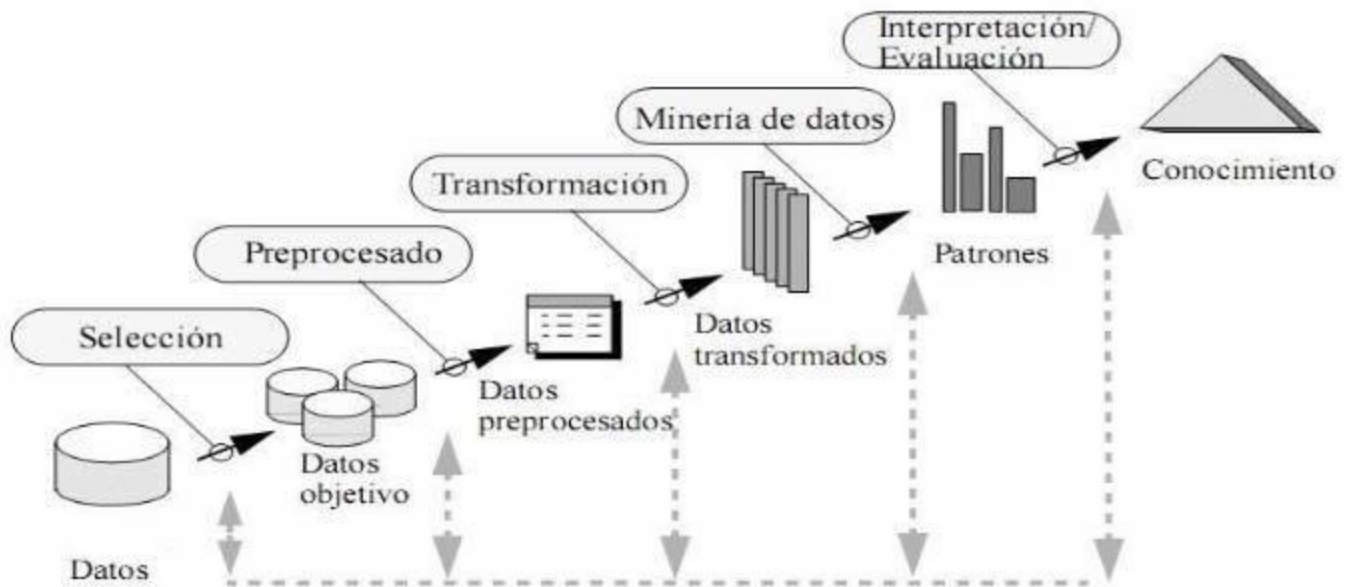 Interpretación/
Evaluación
Minería de datos
Conocimiento
Transformación
Patrones
Preprocesado
Datos
transformados
Selección
Datos
preprocesados
Datos
objetivo
Datos